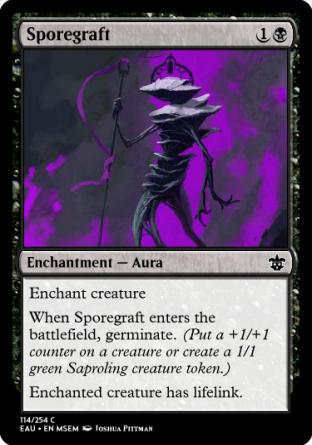 Sporegraft 1
Enchantment — Aura
Enchant creature
When Sporegraft enters the
battlefield, germinate. (Put a +1/+1
counter on a creature or create a 1/1
green Saproling creature token.)
Enchanted creature has lifelink.
114/254 C
EAU • EN MSEM Joshua Pittman